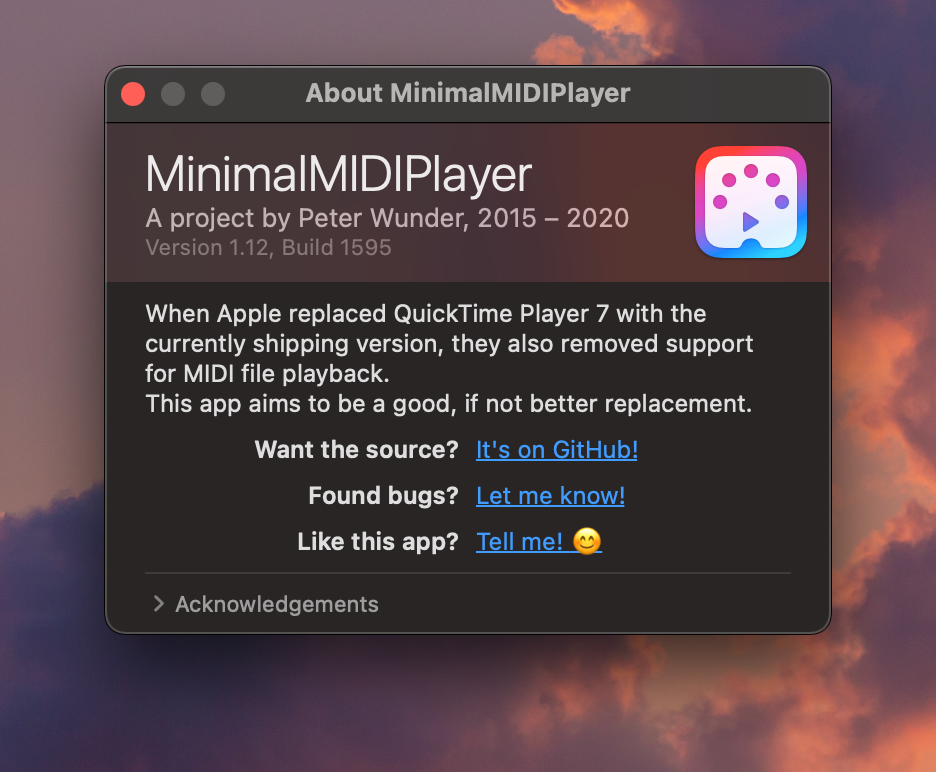 About MinimalMIDIPlayer
MinimalMIDIPlayer
A project by Peter Wunder, 2015 – 2020
Version 1.12, Build 1595
When Apple replaced QuickTime Player 7 with the
currently shipping version, they also removed support
for MIDI file playback.
This app aims to be a good, if not better replacement.
Want the source? It's on GitHub!
Found bugs? Let me know!
Like this app? Tell me! 😊
Acknowledgements